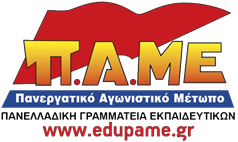 Π.Α.ΜΕ
Πανεργατικό Αγωνιστικό Μέτωπο
ΠΑΝΕΛΛΑΔΙΚΗ ΓΡΑΜΜΑΤΕΙΑ ΕΚΠΑΙΔΕΥΤΙΚΩΝ
www.edupame.gr